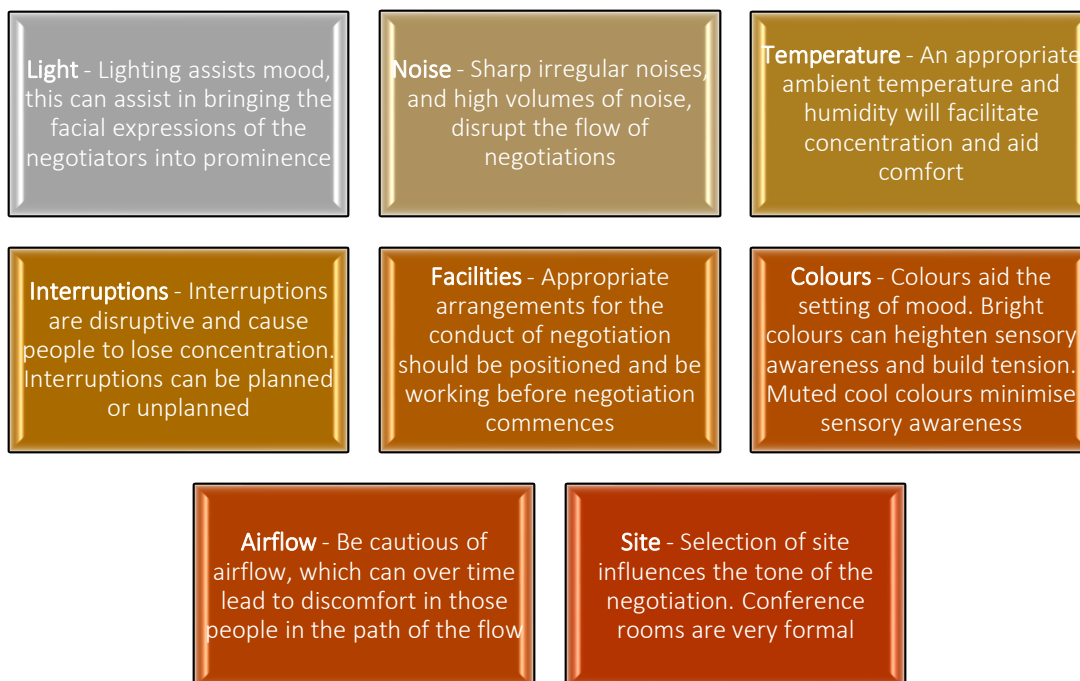 Light - Lighting assists mood,
this can assist in bringing the
facial expressions of the
negotiators into prominence
Noise - Sharp irregular noises,
and high volumes of noise,
disrupt the flow of
negotiations
Temperature - An appropriate
ambient temperature and
humidity will facilitate
concentration and aid
comfort
Interruptions - Interruptions
are disruptive and cause
people to lose concentration.
Interruptions can be planned
or unplanned
Facilities - Appropriate
arrangements for the
conduct of negotiation
should be positioned and be
working before negotiation
commences
Colours - Colours aid the
setting of mood. Bright
colours can heighten sensory
awareness and build tension.
Muted cool colours minimise
sensory awareness
Airflow - Be cautious of
airflow, which can over time
lead to discomfort in those
people in the path of the flow
Site - Selection of site
influences the tone of the
negotiation. Conference
rooms are very formal